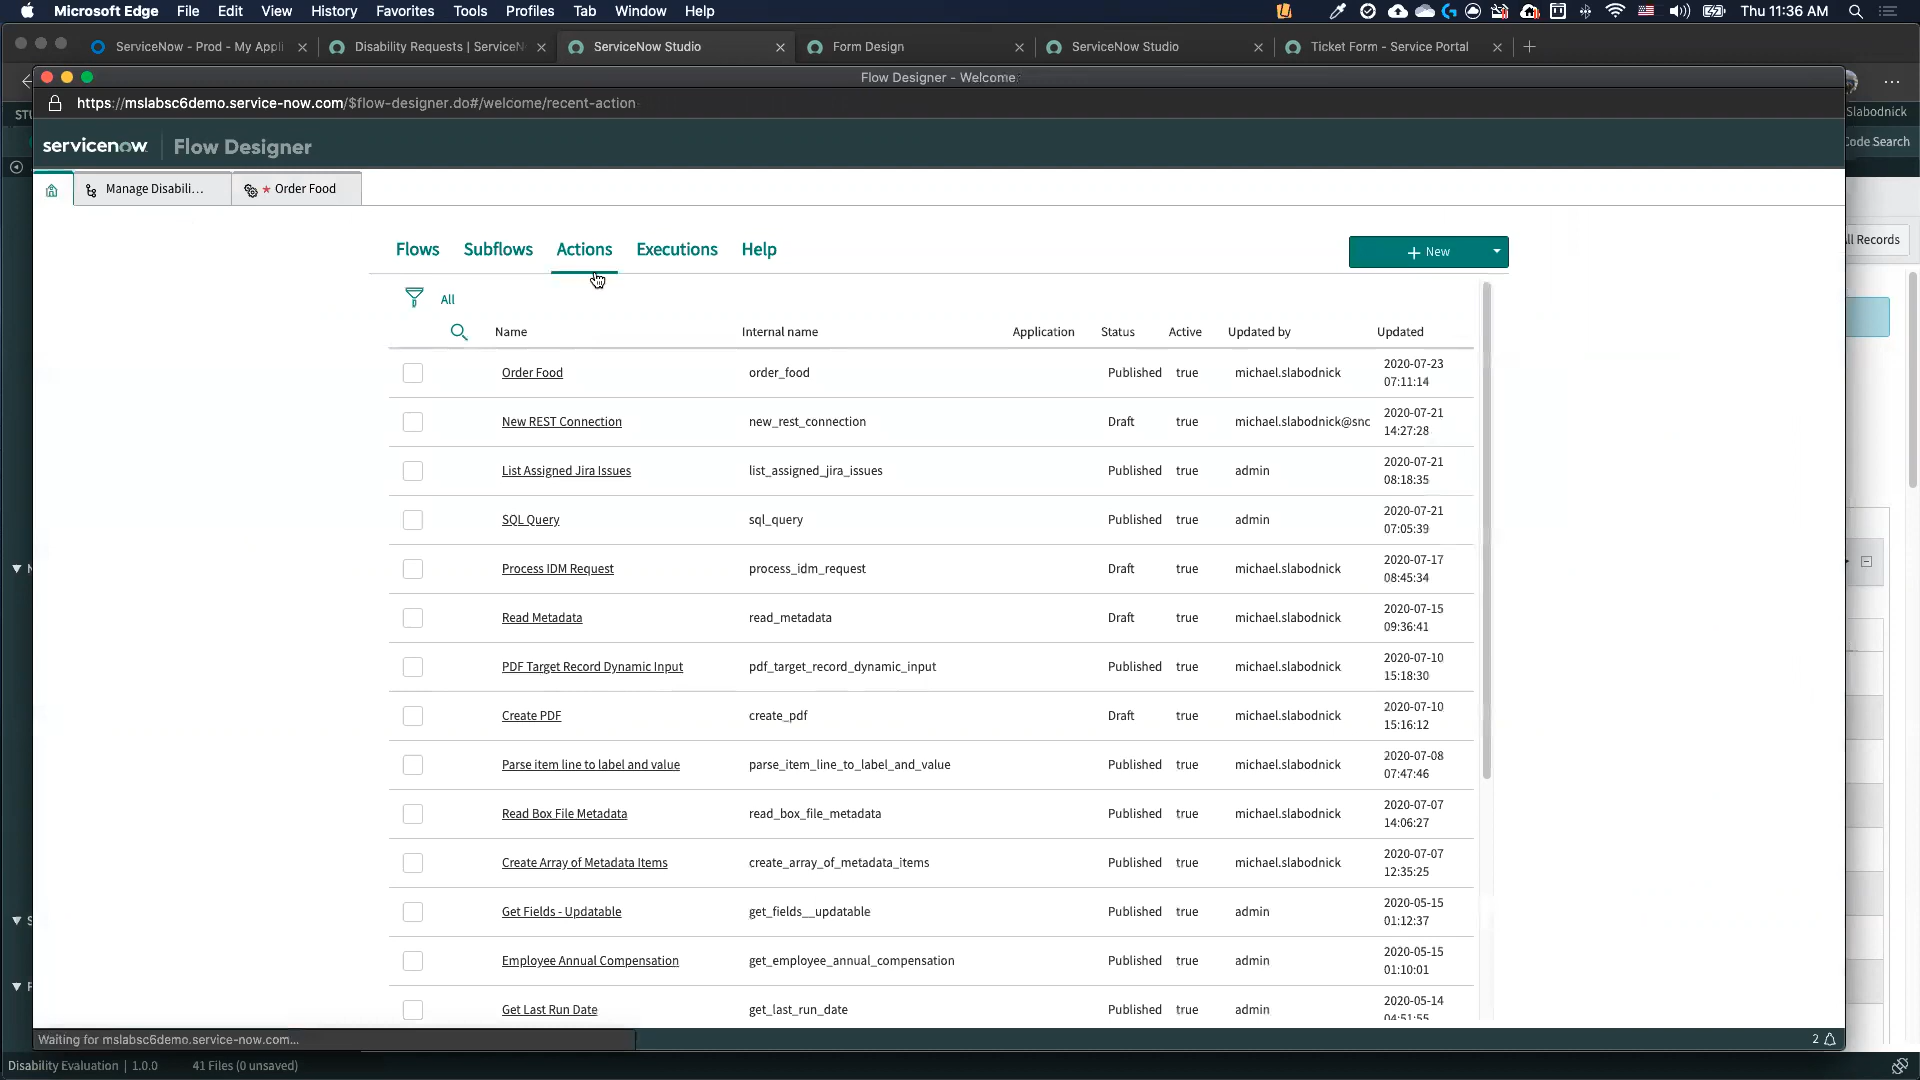 Microsoft Edge File Edit View History Favorites Tools Profiles Tab Window Help Thu 11:36 AM
ServiceNow - Prod - My Appli Disability Requests | ServiceN ServiceNow Studio Form Design ServiceNow Studio Ticket Form - Service Portal
Flow Designer - Welcome
https://mslabsc6demo.service-now.com/$flow-designer.do#/welcome/recent-action
STU
Slabodnick
servicenow Flow Designer
Code Search
Manage Disabili... * Order Food
Flows Subflows Actions Executions Help + New
ll Records
All
Name Internal name Application Status Active Updated by Updated
Order Food order_food Published true michael.slabodnick 2020-07-23
07:11:14
New REST Connection new_rest_connection Draft true michael.slabodnick@snc 2020-07-21
14:27:28
List Assigned Jira Issues list_assigned_jira_issues Published true admin 2020-07-21
08:18:35
SQL Query sql_query Published true admin 2020-07-21
07:05:39
Process IDM Request process_idm_request Draft true michael.slabodnick 2020-07-17
08:45:34
Read Metadata read_metadata Draft true michael.slabodnick 2020-07-15
09:36:41
PDF Target Record Dynamic Input pdf_target_record_dynamic_input Published true michael.slabodnick 2020-07-10
15:18:30
Create PDF create_pdf Draft true michael.slabodnick 2020-07-10
15:16:12
Parse item line to label and value parse_item_line_to_label_and_value Published true michael.slabodnick 2020-07-08
07:47:46
Read Box File Metadata read_box_file_metadata Published true michael.slabodnick 2020-07-07
14:06:27
Create Array of Metadata Items create_array_of_metadata_items Published true michael.slabodnick 2020-07-07
12:35:25
Get Fields - Updatable get_fields__updatable Published true admin 2020-05-15
01:12:37
Employee Annual Compensation get_employee_annual_compensation Published true admin 2020-05-15
01:10:01
Get Last Run Date get_last_run_date Published true admin 2020-05-14
04:51:55
Waiting for mslabsc6demo.service-now.com... 2
Disability Evaluation | 1.0.0 41 Files (0 unsaved)